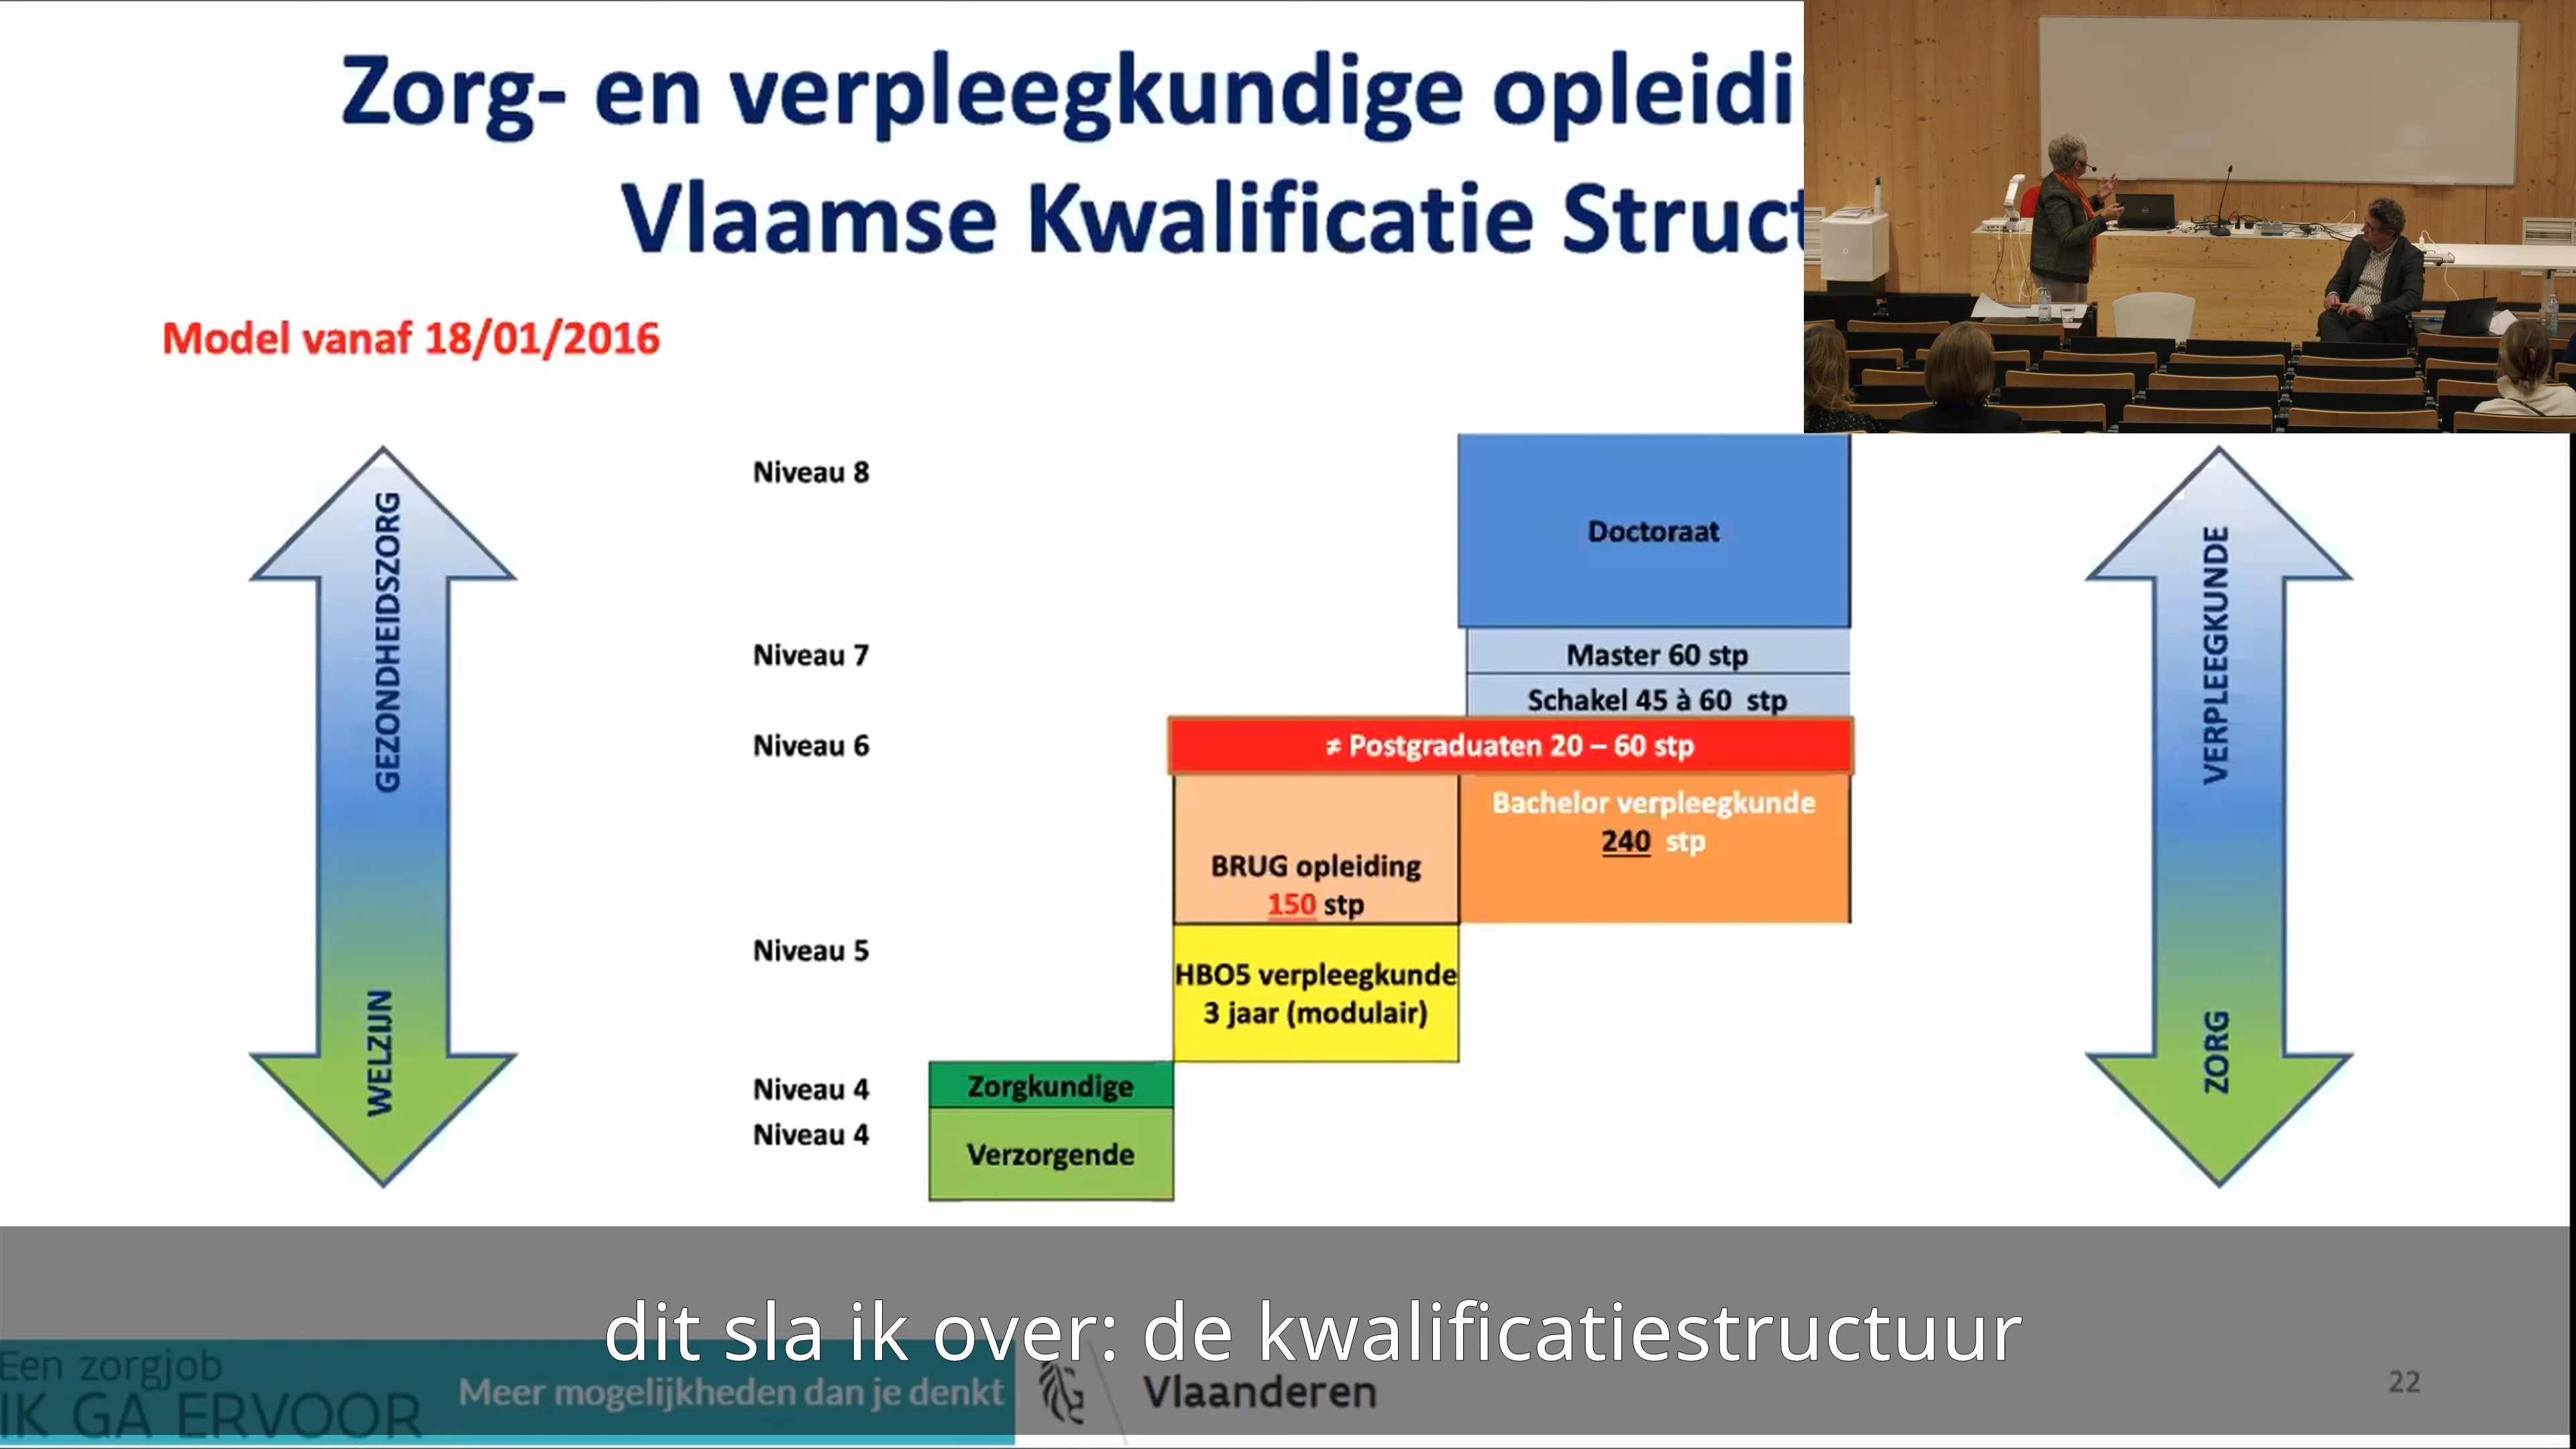 Zorg- en verpleegkundige opleidi
Vlaamse Kwalificatie Struct
Model vanaf 18/01/2016
GEZONDHEIDSZORG
WELZIJN
Niveau 8
Doctoraat
Niveau 7
Master 60 stp
Schakel 45 à 60 stp
Niveau 6
≠ Postgraduaten 20 – 60 stp
Bachelor verpleegkunde
240 stp
BRUG opleiding
150 stp
Niveau 5
HBO5 verpleegkunde
3 jaar (modulair)
Niveau 4
Zorgkundige
Niveau 4
Verzorgende
VERPLEEGKUNDE
ZORG
dit sla ik over: de kwalificatiestructuur
Een zorgjob
IK GA ERVOOR
Meer mogelijkheden dan je denkt
Vlaanderen
22